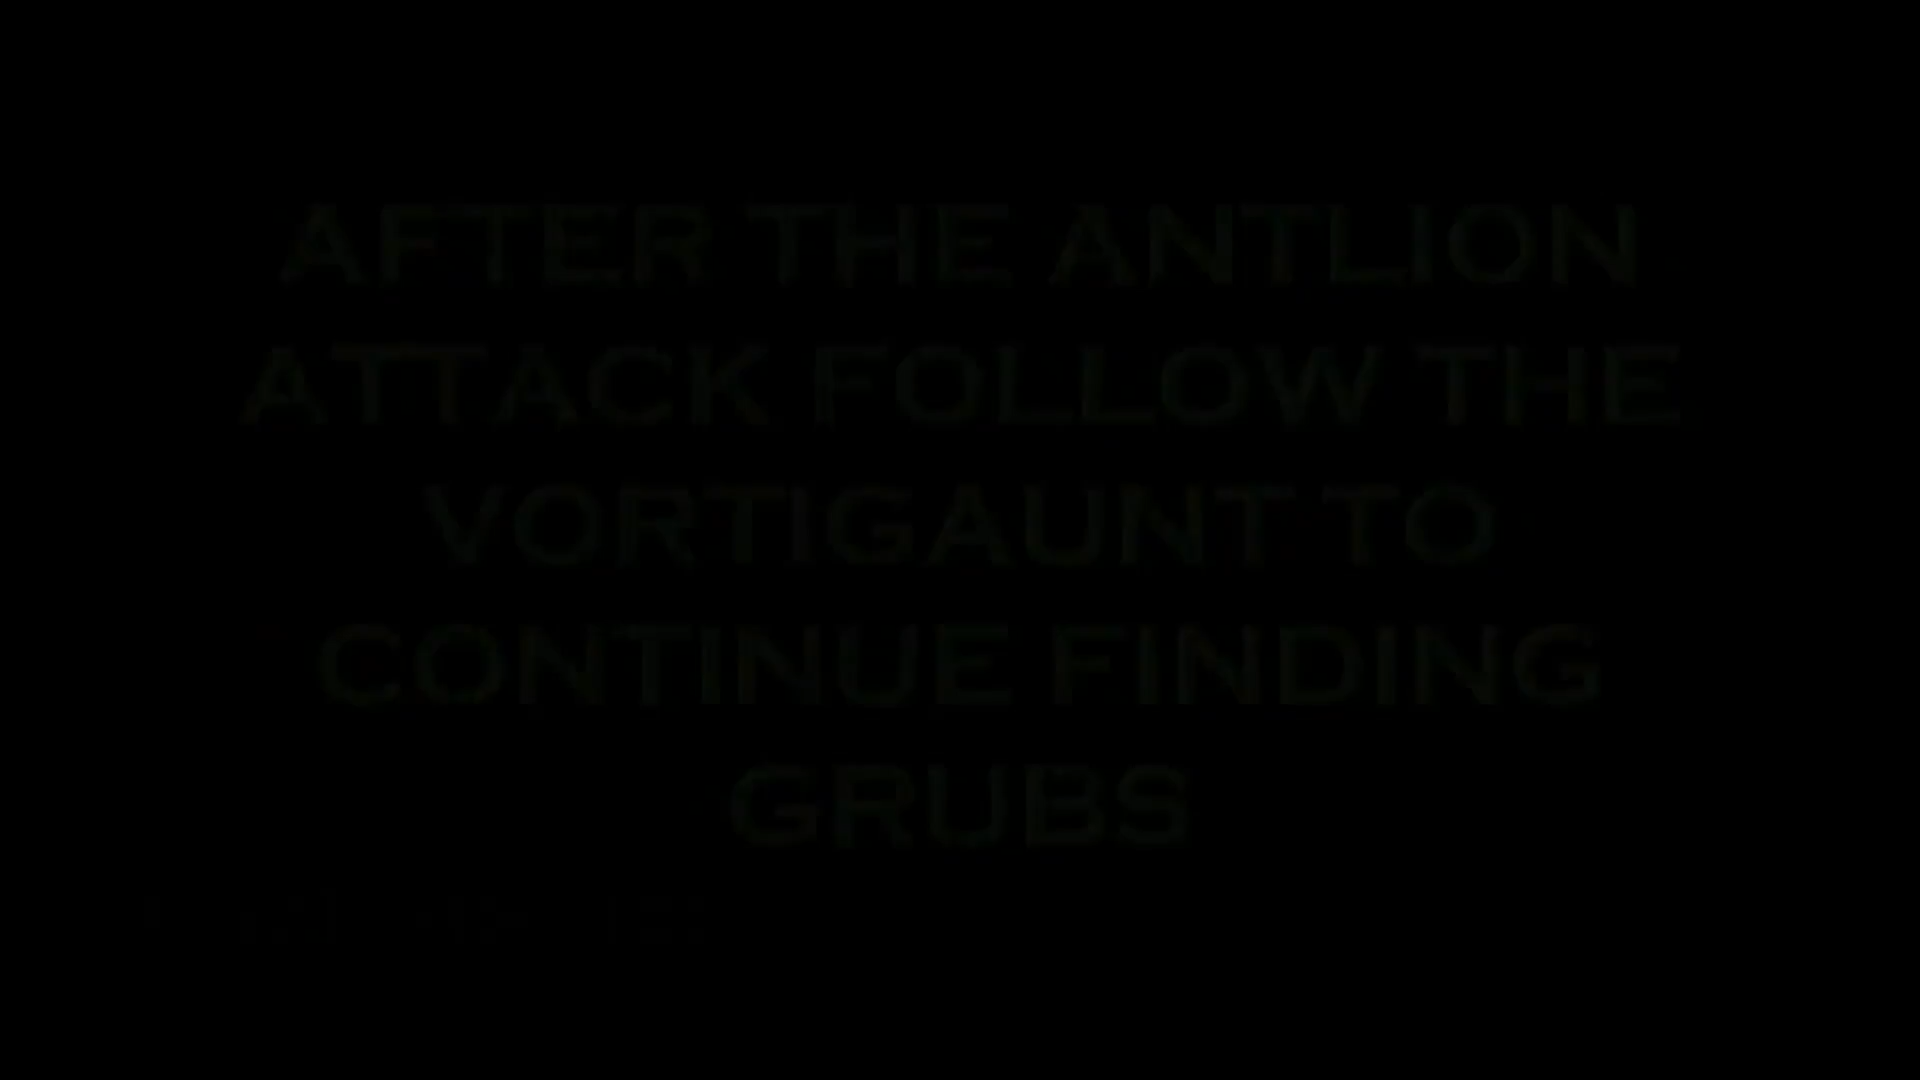 AFTER THE ANTLION
ATTACK FOLLOW THE
VORTIGAUNT TO
CONTINUE FINDING
GRUBS